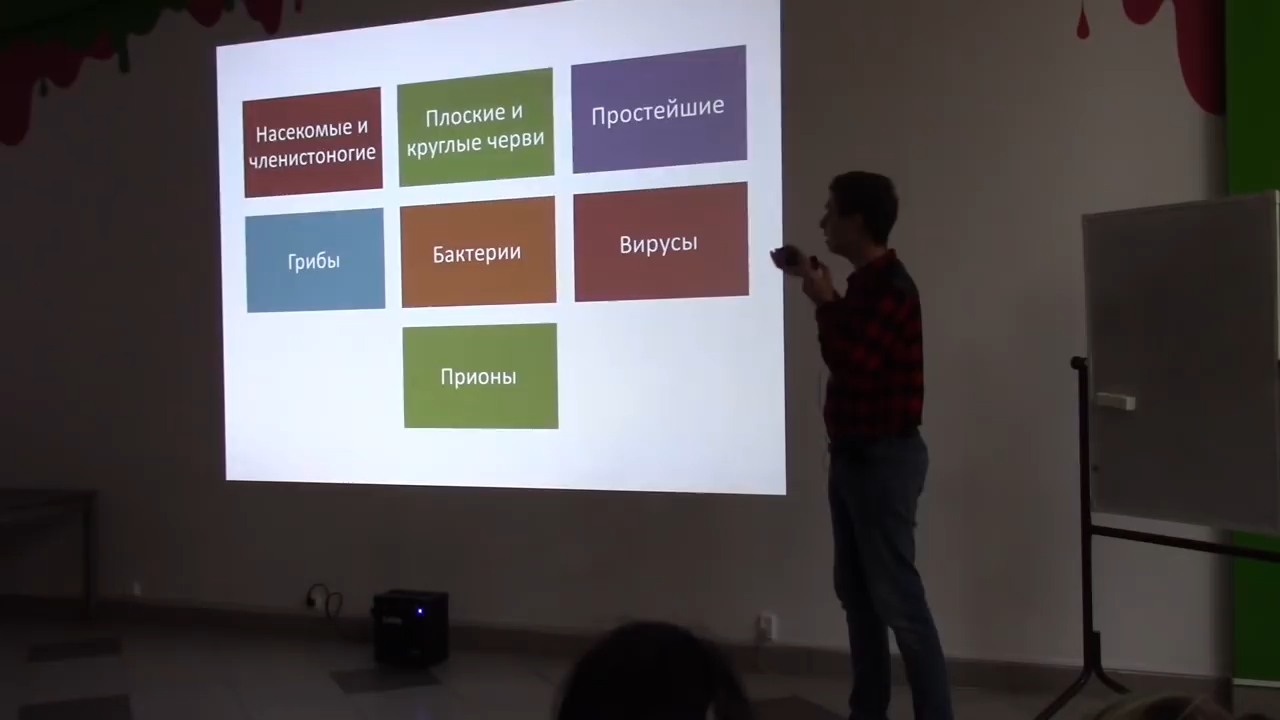 Насекомые и
членистоногие
Плоские и
круглые черви
Простейшие
Грибы
Бактерии
Вирусы
Прионы